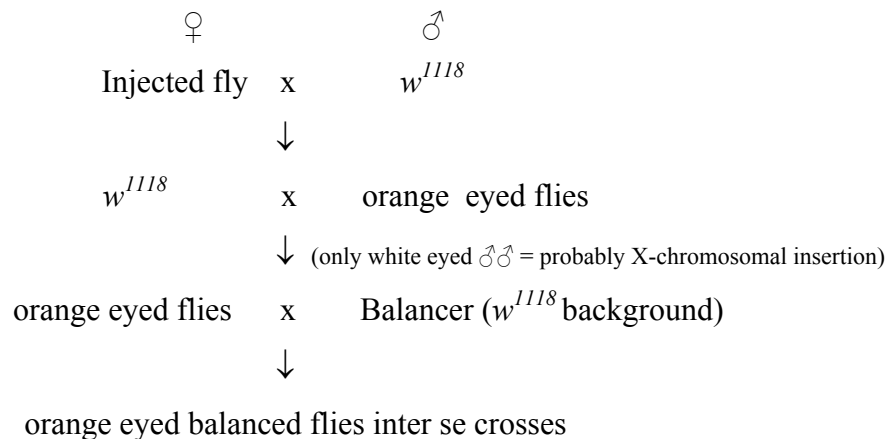 ♀ ♂
Injected fly x w1118
↓
w1118 x orange eyed flies
↓ (only white eyed ♂♂ = probably X-chromosomal insertion)
orange eyed flies x Balancer (w1118 background)
↓
orange eyed balanced flies inter se crosses